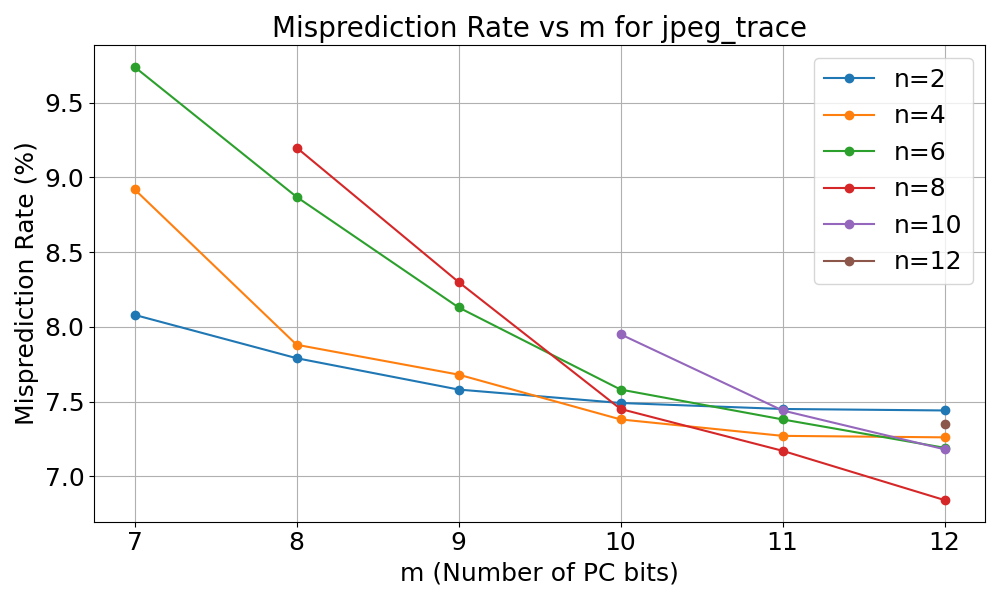 Misprediction Rate vs m for jpeg_trace
Misprediction Rate (%)
9.5
9.0
8.5
8.0
7.5
7.0
n=2
n=4
n=6
n=8
n=10
n=12
7 8 9 10 11 12
m (Number of PC bits)